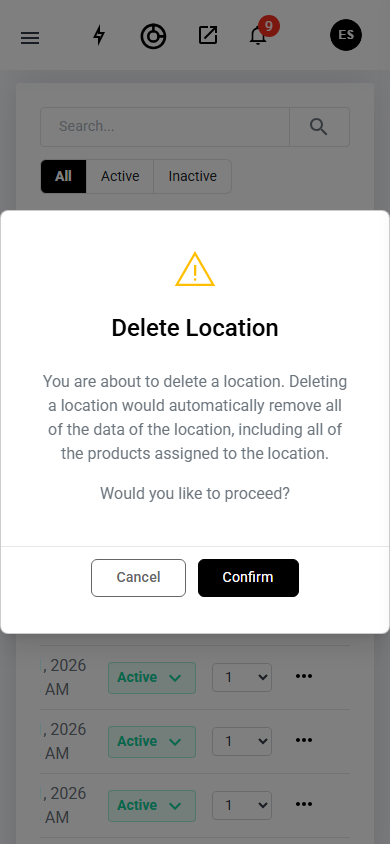 9
ES
Search...
All
Active
Inactive
Delete Location
You are about to delete a location. Deleting
a location would automatically remove all
of the data of the location, including all of
the products assigned to the location.
Would you like to proceed?
Cancel
Confirm
, 2026
AM
Active
1
, 2026
AM
Active
1
, 2026
AM
Active
1